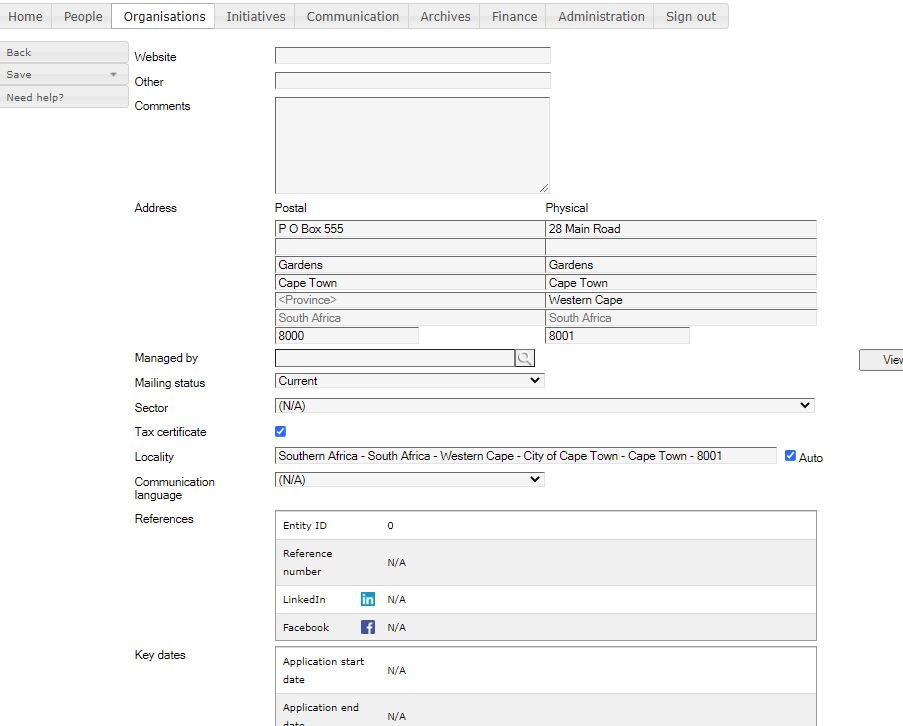 Home People Organisations Initiatives Communication Archives Finance Administration Sign out
Back
Save
Need help?
Website
Other
Comments
Address Postal Physical
P O Box 555 28 Main Road
Gardens Gardens
Cape Town Cape Town
<Province> Western Cape
South Africa South Africa
8000 8001
Managed by
Mailing status Current
Sector (N/A)
Tax certificate
Locality Southern Africa - South Africa - Western Cape - City of Cape Town - Cape Town - 8001 Auto
Communication (N/A)
language
References
Entity ID 0
Reference
number N/A
LinkedIn in N/A
Facebook f N/A
Key dates
Application start
date N/A
Application end
date N/A